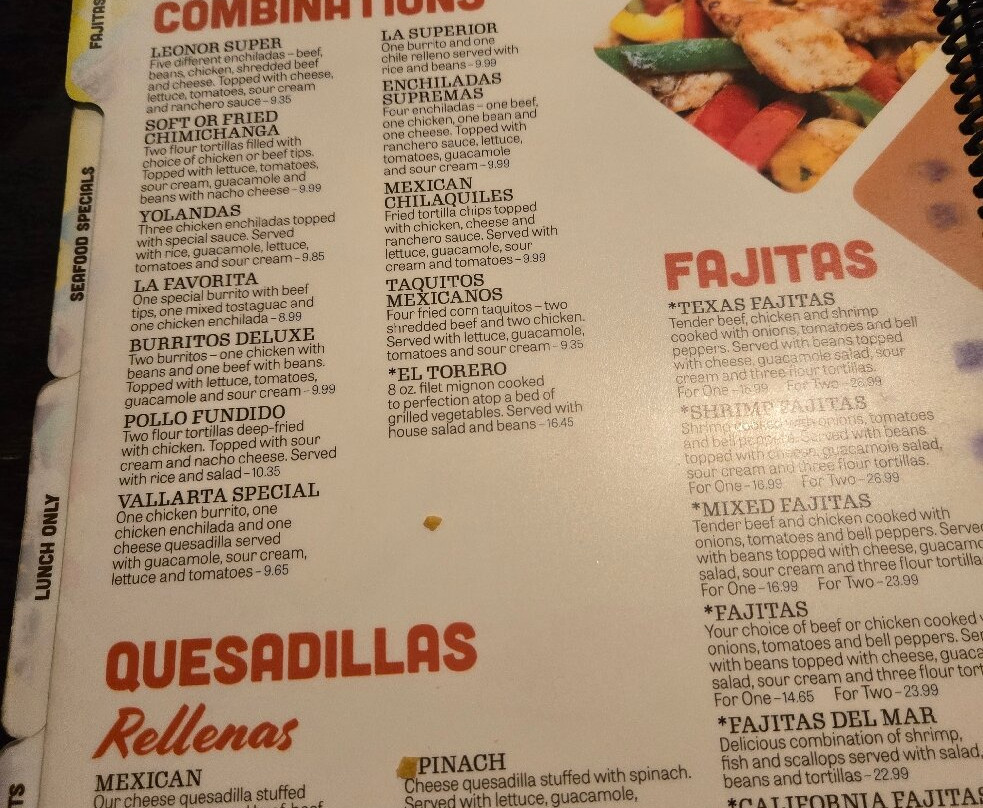 FAJITAS
SEAFOOD SPECIALS
LUNCH ONLY
TS
COMBINATIONS
LEONOR SUPER
Five different enchiladas – beef,
beans, chicken, shredded beef
and cheese. Topped with cheese,
lettuce, tomatoes, sour cream
and ranchero sauce – 9.35
SOFT OR FRIED
CHIMICHANGA
Two flour tortillas filled with
choice of chicken or beef tips.
Topped with lettuce, tomatoes,
sour cream, guacamole and
beans with nacho cheese – 9.99
YOLANDAS
Three chicken enchiladas topped
with special sauce. Served
with rice, guacamole, lettuce,
tomatoes and sour cream – 9.85
LA FAVORITA
One special burrito with beef
tips, one mixed tostaguac and
one chicken enchilada – 8.99
BURRITOS DELUXE
Two burritos – one chicken with
beans and one beef with beans.
Topped with lettuce, tomatoes,
guacamole and sour cream – 9.99
POLLO FUNDIDO
Two flour tortillas deep-fried
with chicken. Topped with sour
cream and nacho cheese. Served
with rice and salad – 10.35
VALLARTA SPECIAL
One chicken burrito, one
chicken enchilada and one
cheese quesadilla served
with guacamole, sour cream,
lettuce and tomatoes – 9.65
LA SUPERIOR
One burrito and one
chile relleno served with
rice and beans – 9.99
ENCHILADAS
SUPREMAS
Four enchiladas – one beef,
one chicken, one bean and
one cheese. Topped with
ranchero sauce, lettuce,
tomatoes, guacamole
and sour cream – 9.99
MEXICAN
CHILAQUILES
Fried tortilla chips topped
with chicken, cheese and
ranchero sauce. Served with
lettuce, guacamole, sour
cream and tomatoes – 9.99
TAQUITOS
MEXICANOS
Four fried corn taquitos – two
shredded beef and two chicken.
Served with lettuce, guacamole,
tomatoes and sour cream – 9.35
*EL TORERO
8 oz. filet mignon cooked
to perfection atop a bed of
grilled vegetables. Served with
house salad and beans – 16.45
FAJITAS
*TEXAS FAJITAS
Tender beef, chicken and shrimp
cooked with onions, tomatoes and bell
peppers. Served with beans topped
with cheese, guacamole salad, sour
cream and three flour tortillas.
For One – 16.99 For Two – 26.99
*SHRIMP FAJITAS
Shrimp cooked with onions, tomatoes
and bell peppers. Served with beans
topped with cheese, guacamole salad,
sour cream and three flour tortillas.
For One – 16.99 For Two – 26.99
*MIXED FAJITAS
Tender beef and chicken cooked with
onions, tomatoes and bell peppers. Serve
with beans topped with cheese, guacamo
salad, sour cream and three flour tortilla
For One – 16.99 For Two – 23.99
*FAJITAS
Your choice of beef or chicken cooked
onions, tomatoes and bell peppers. Ser
with beans topped with cheese, guaca
salad, sour cream and three flour tort
For One – 14.65 For Two – 23.99
*FAJITAS DEL MAR
Delicious combination of shrimp,
fish and scallops served with salad,
beans and tortillas – 22.99
*CALIFORNIA FAJITAS
QUESADILLAS
Rellenas
MEXICAN
Our cheese quesadilla stuffed
PINACH
Cheese quesadilla stuffed with spinach.
Served with lettuce, guacamole,